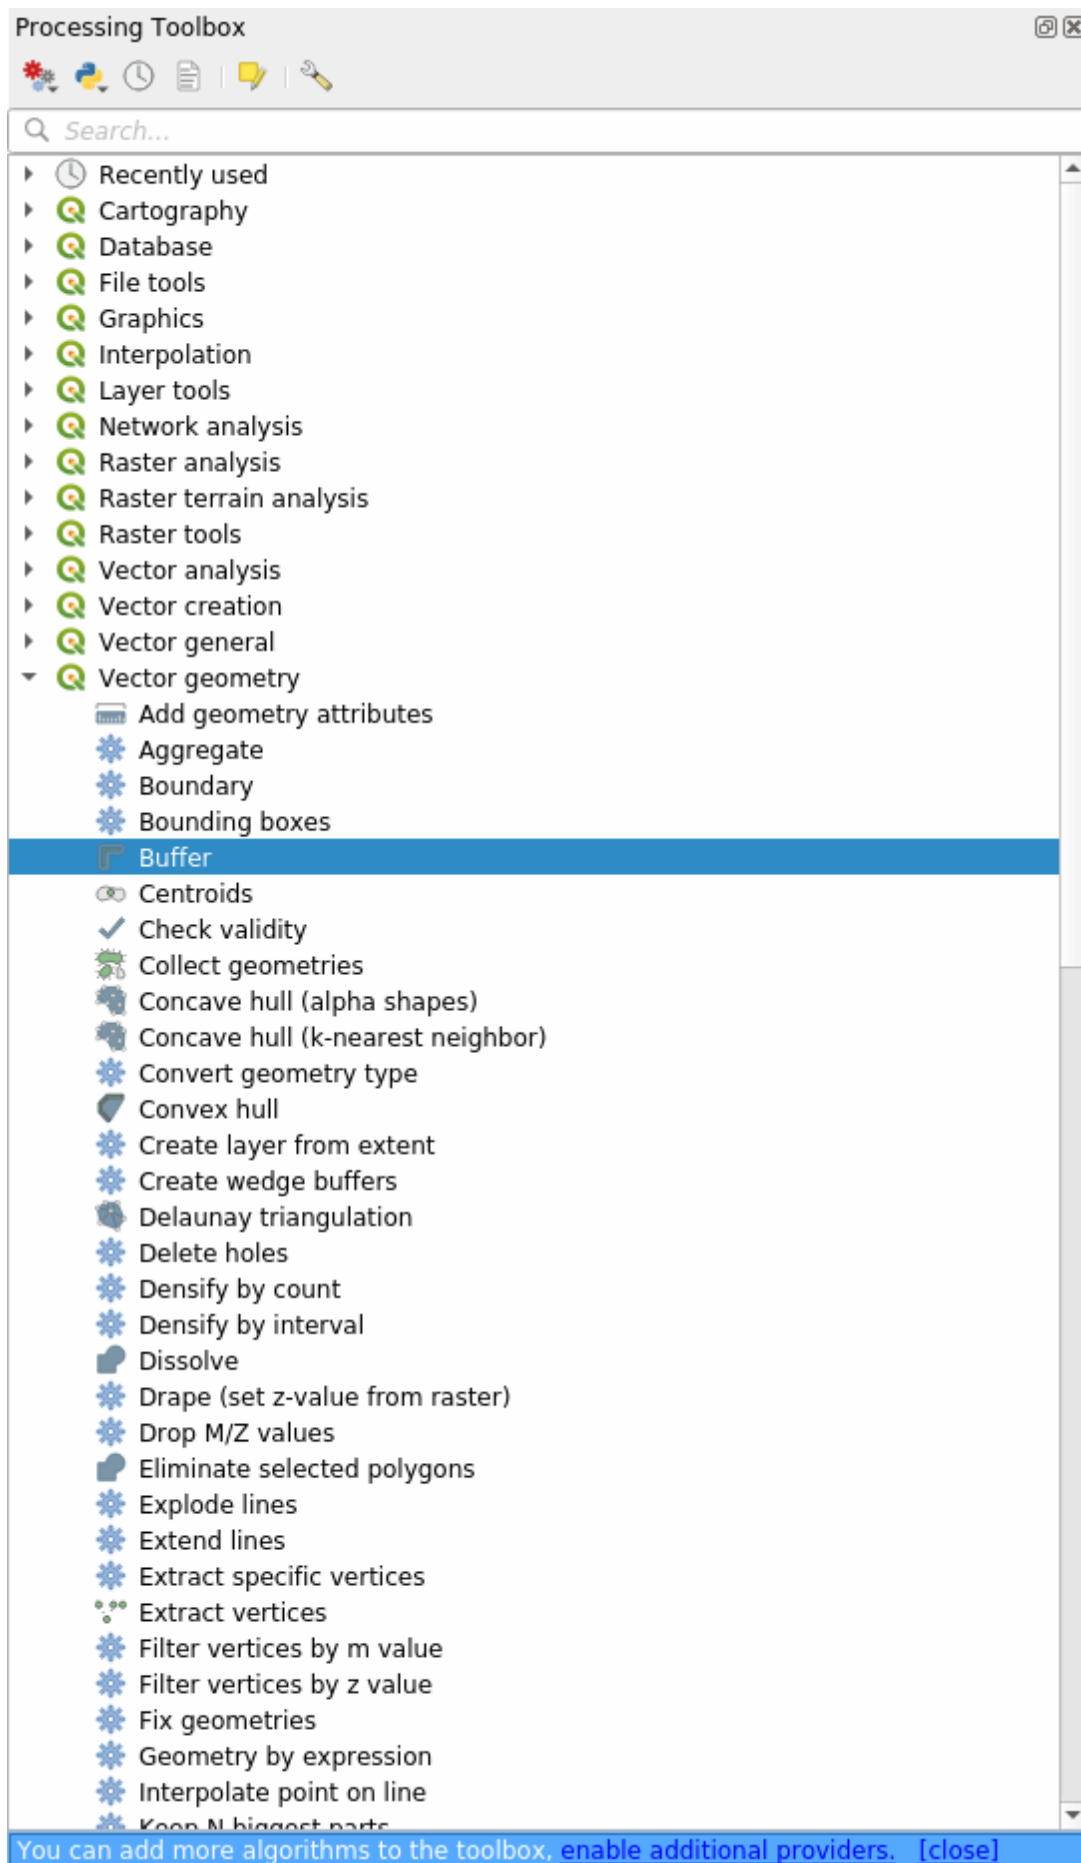 Processing Toolbox
Search...
Recently used
Cartography
Database
File tools
Graphics
Interpolation
Layer tools
Network analysis
Raster analysis
Raster terrain analysis
Raster tools
Vector analysis
Vector creation
Vector general
Vector geometry
Add geometry attributes
Aggregate
Boundary
Bounding boxes
Buffer
Centroids
Check validity
Collect geometries
Concave hull (alpha shapes)
Concave hull (k-nearest neighbor)
Convert geometry type
Convex hull
Create layer from extent
Create wedge buffers
Delaunay triangulation
Delete holes
Densify by count
Densify by interval
Dissolve
Drape (set z-value from raster)
Drop M/Z values
Eliminate selected polygons
Explode lines
Extend lines
Extract specific vertices
Extract vertices
Filter vertices by m value
Filter vertices by z value
Fix geometries
Geometry by expression
Interpolate point on line
Keep N biggest parts
You can add more algorithms to the toolbox, enable additional providers. [close]